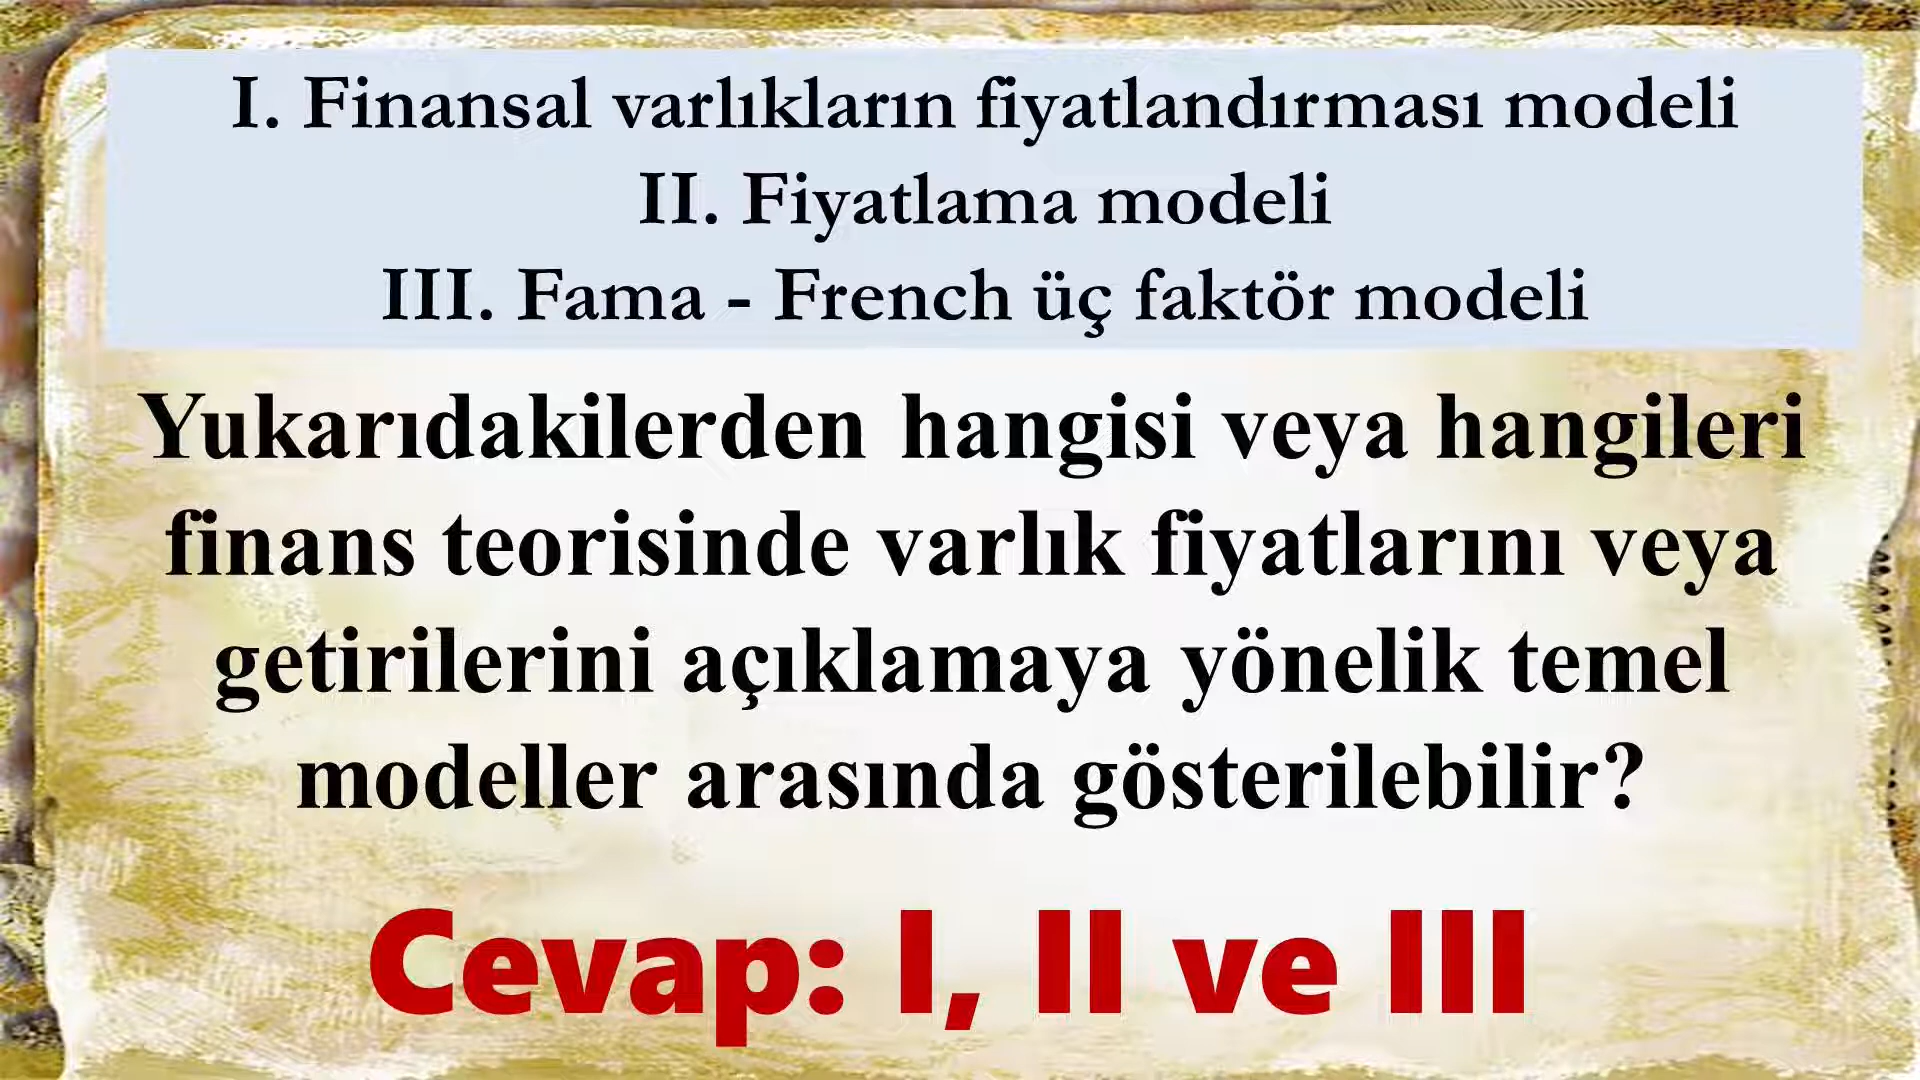 I. Finansal varlıkların fiyatlandırması modeli
II. Fiyatlama modeli
III. Fama - French üç faktör modeli
Yukarıdakilerden hangisi veya hangileri
finans teorisinde varlık fiyatlarını veya
getirilerini açıklamaya yönelik temel
modeller arasında gösterilebilir?
Cevap: I, II ve III